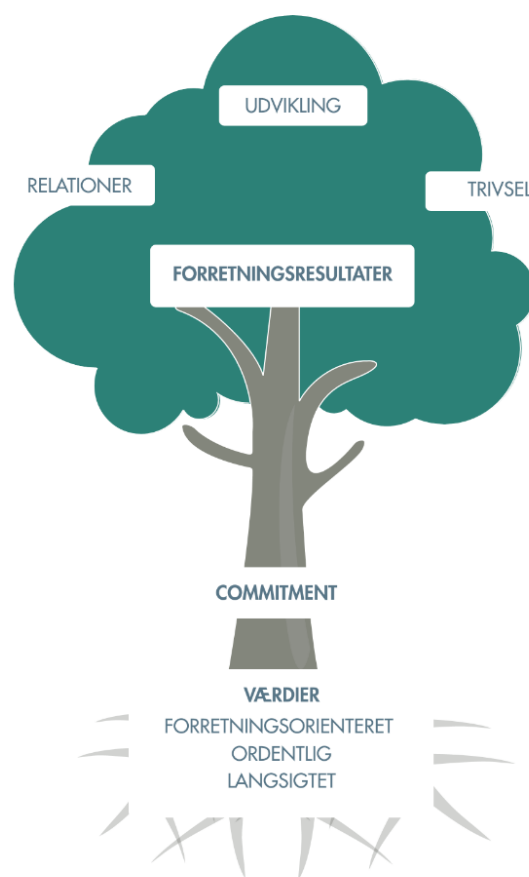 UDVIKLING
RELATIONER
TRIVSEL
FORRETNINGSRESULTATER
COMMITMENT
VÆRDIER
FORRETNINGSORIENTERET
ORDENTLIG
LANGSIGTET